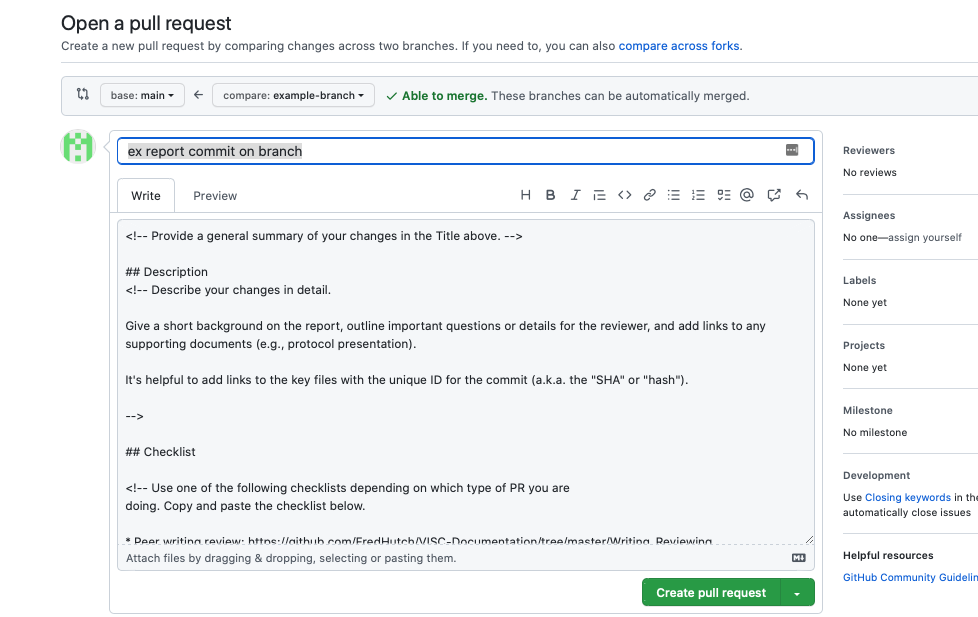 Open a pull request
Create a new pull request by comparing changes across two branches. If you need to, you can also compare across forks.
base: main
compare: example-branch
Able to merge. These branches can be automatically merged.
ex report commit on branch
Write
Preview
<!-- Provide a general summary of your changes in the Title above. -->
## Description
<!-- Describe your changes in detail.
Give a short background on the report, outline important questions or details for the reviewer, and add links to any
supporting documents (e.g., protocol presentation).
It's helpful to add links to the key files with the unique ID for the commit (a.k.a. the "SHA" or "hash").
-->
## Checklist
<!-- Use one of the following checklists depending on which type of PR you are
doing. Copy and paste the checklist below.
* Peer writing review: https://github.com/FredHutch/VISC-Documentation/tree/master/Writing_Reviewing
Attach files by dragging & dropping, selecting or pasting them.
Create pull request
Reviewers
No reviews
Assignees
No one—assign yourself
Labels
None yet
Projects
None yet
Milestone
No milestone
Development
Use Closing keywords in the
automatically close issues
Helpful resources
GitHub Community Guidelin